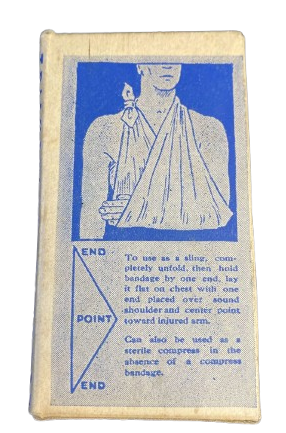 END
POINT
END
To use as a sling, com-
pletely unfold, then hold
bandage by one end, lay
it flat on chest with one
end placed over sound
shoulder and center point
toward injured arm.
Can also be used as a
sterile compress in the
absence of a compress
bandage.